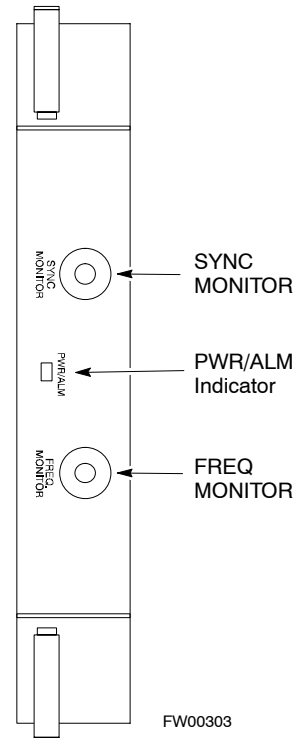 SYNC
MONITOR
SYNC
MONITOR
PWR/ALM
PWR/ALM
Indicator
FREQ.
MONITOR
FREQ
MONITOR
FW00303